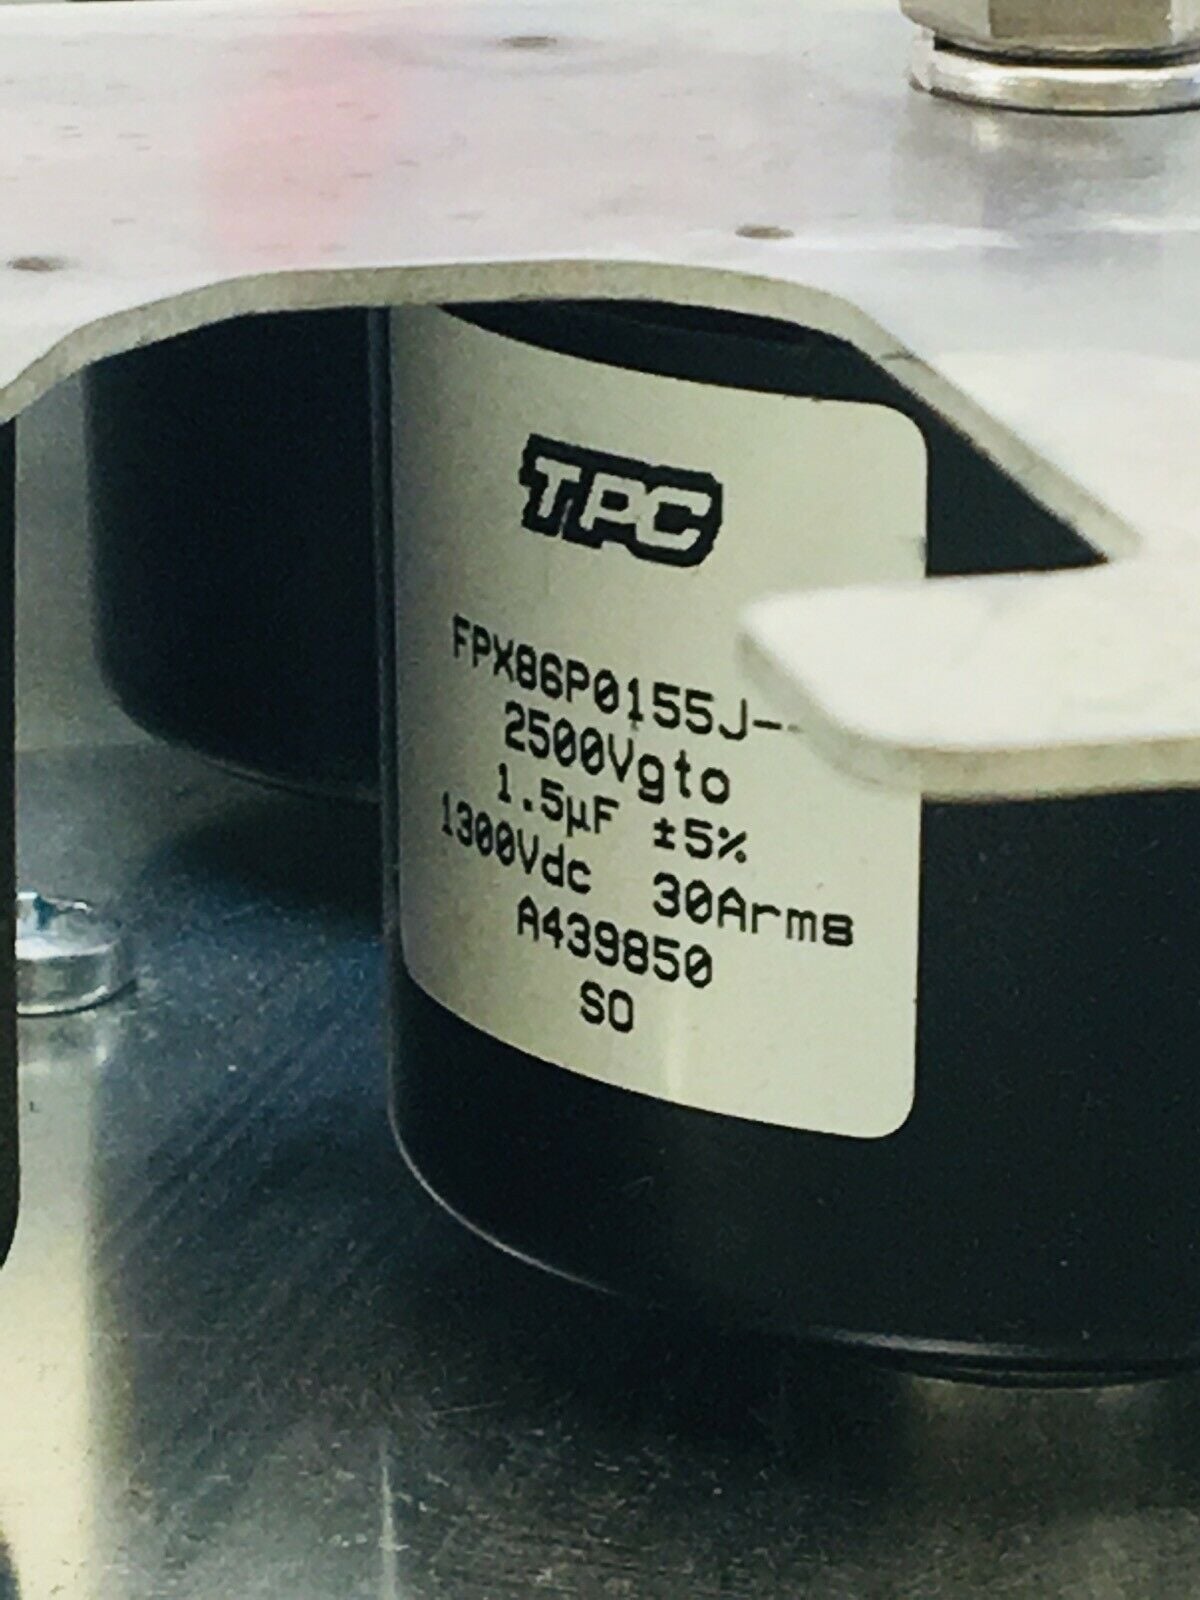 TPC
FPX86P0155J--
2500Vgto
1.5µF ±5%
1300Vdc 30Arms
A439850
SO